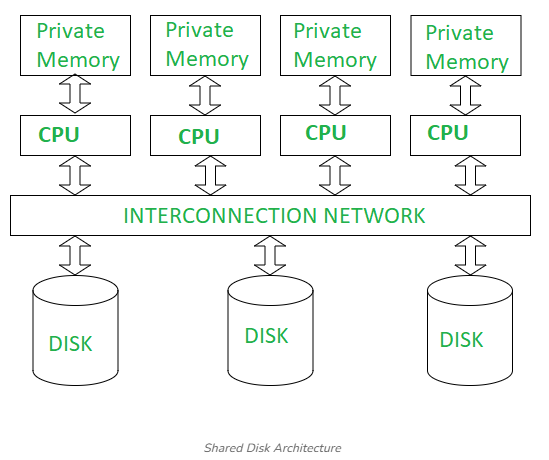 Private
Memory
Private
Memory
Private
Memory
Private
Memory
CPU
CPU
CPU
CPU
INTERCONNECTION NETWORK
DISK
DISK
DISK
Shared Disk Architecture